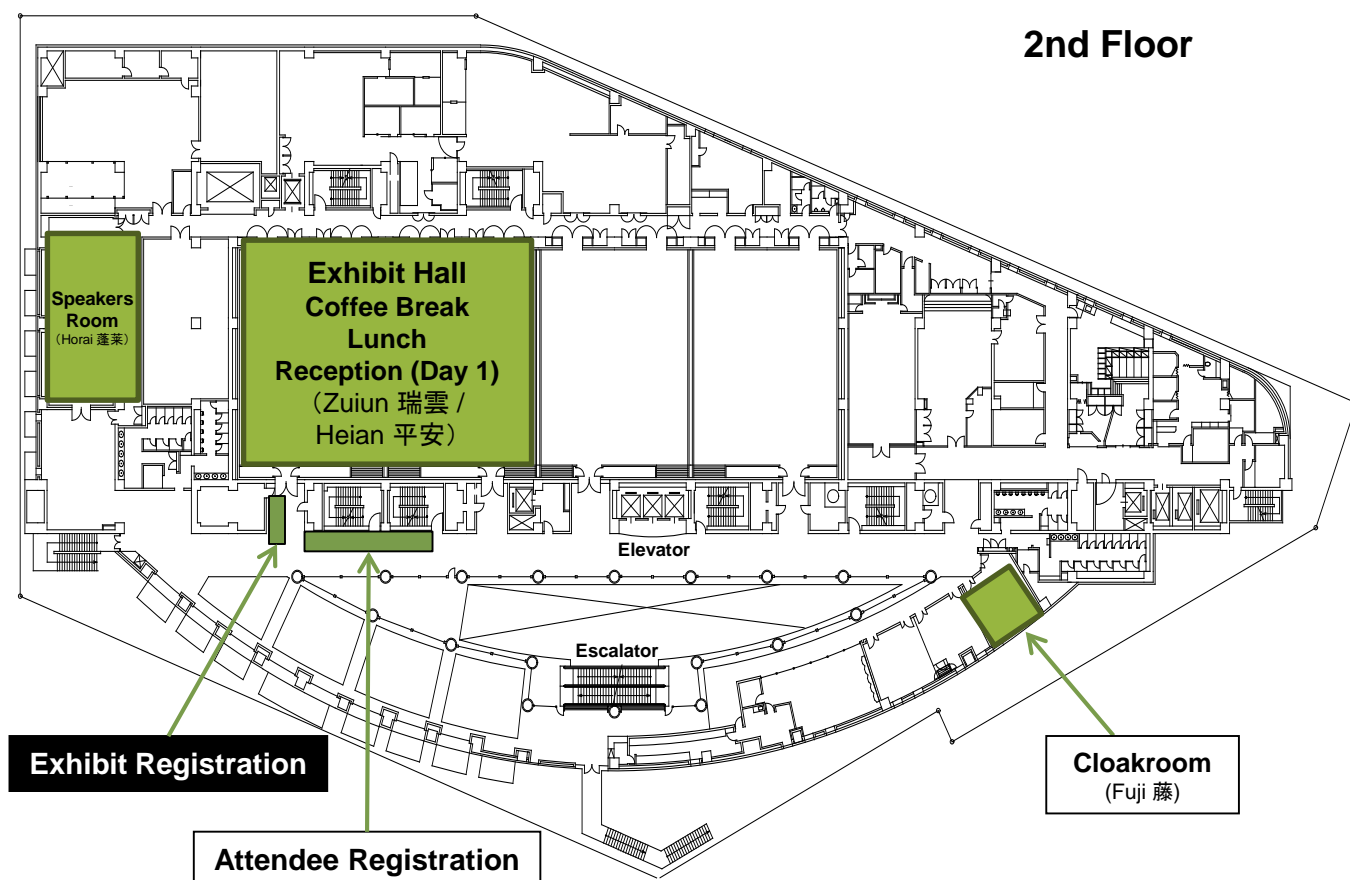 2nd Floor
Exhibit Hall
Coffee Break
Lunch
Reception (Day 1)
（Zuiun 瑞雲 /
Heian 平安）
Speakers
Room
（Horai 蓬莱）
Elevator
Escalator
Exhibit Registration
Attendee Registration
Cloakroom
(Fuji 藤)